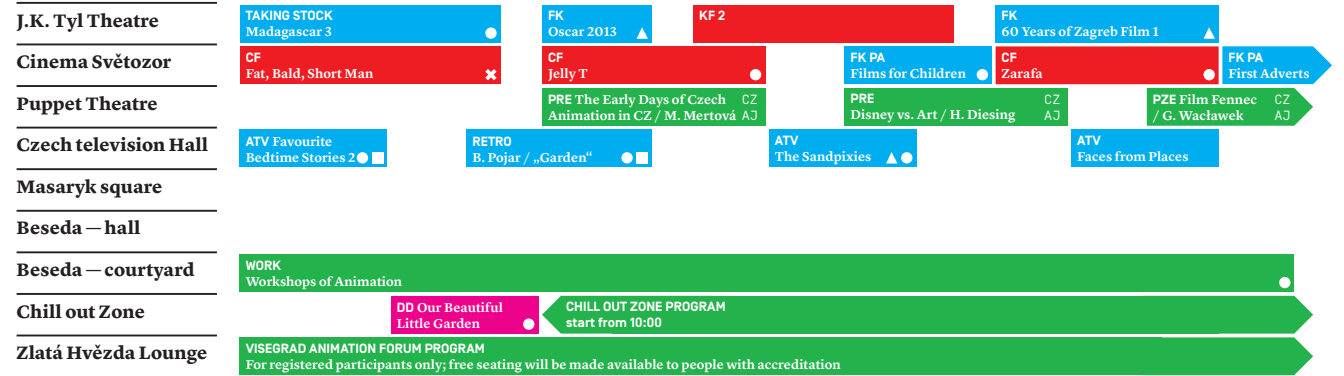 J.K. Tyl Theatre
TAKING STOCK
Madagascar 3
FK
Oscar 2013
KF 2
FK
60 Years of Zagreb Film 1
Cinema Světozor
CF
Fat, Bald, Short Man
CF
Jelly T
FK PA
Films for Children
CF
Zarafa
FK PA
First Adverts
Puppet Theatre
PRE The Early Days of Czech CZ
Animation in CZ / M. Mertová AJ
PRE CZ
Disney vs. Art / H. Diesing AJ
PZE Film Fennec CZ
/ G. Wacławek AJ
Czech television Hall
ATV Favourite
Bedtime Stories 2
RETRO
B. Pojar / „Garden“
ATV
The Sandpixies
ATV
Faces from Places
Masaryk square
Beseda — hall
Beseda — courtyard
WORK
Workshops of Animation
Chill out Zone
DD Our Beautiful
Little Garden
CHILL OUT ZONE PROGRAM
start from 10:00
Zlatá Hvězda Lounge
VISEGRAD ANIMATION FORUM PROGRAM
For registered participants only; free seating will be made available to people with accreditation